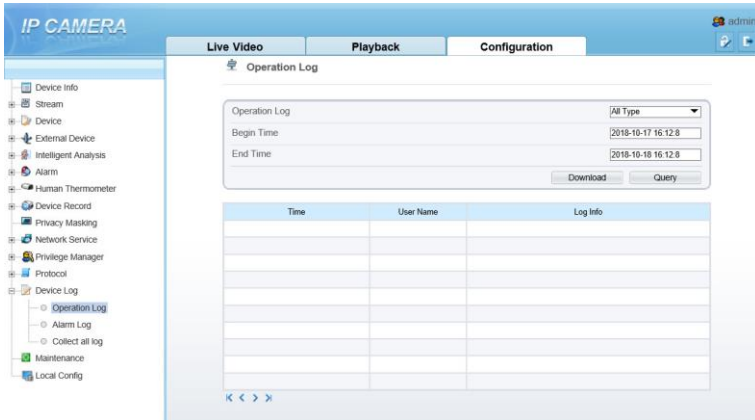 IP CAMERA
admin
Live Video Playback Configuration
Operation Log
Device Info
Stream
Device
External Device
Intelligent Analysis
Alarm
Human Thermometer
Device Record
Privacy Masking
Network Service
Privilege Manager
Protocol
Device Log
Operation Log
Alarm Log
Collect all log
Maintenance
Local Config
Operation Log All Type
Begin Time 2018-10-17 16:12:8
End Time 2018-10-18 16:12:8
Download Query
Time User Name Log Info